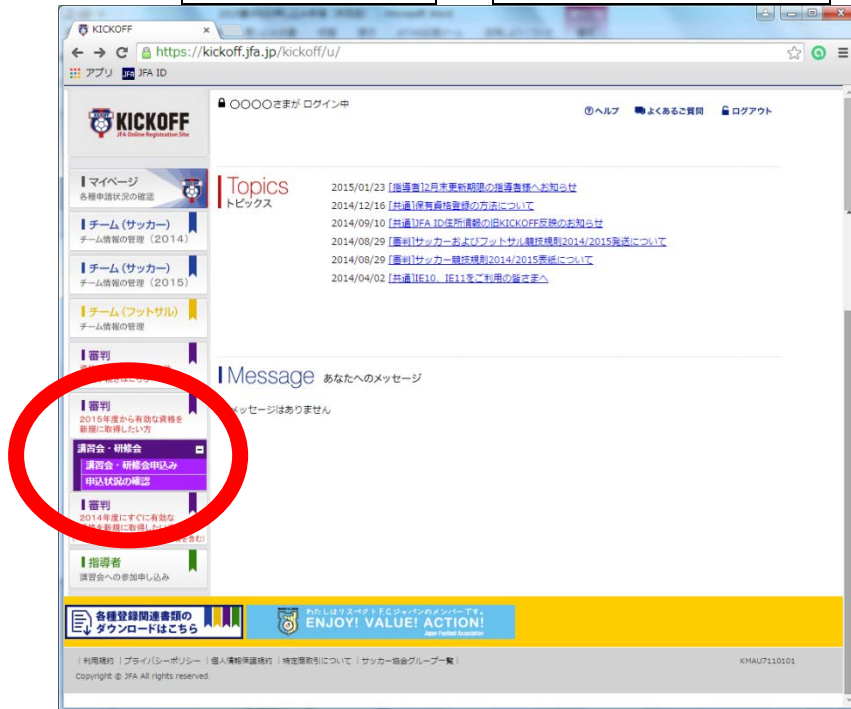 KICKOFF
https://kickoff.jfa.jp/kickoff/u/
アプリ JFA JFA ID
KICKOFF
JFA Online Registration Site
〇〇〇〇さまが ログイン中
ヘルプ よくあるご質問 ログアウト
マイページ
各種申請状況の確認
チーム (サッカー)
チーム情報の管理 (2014)
チーム (サッカー)
チーム情報の管理 (2015)
チーム (フットサル)
チーム情報の管理
審判
審判
2015年度から有効な資格を
新規に取得したい方
講習会・研修会
講習会・研修会申込み
申込状況の確認
審判
2014年度にすぐに有効な
指導者
講習会への参加申し込み
Topics
トピックス
2015/01/23 [指導者]2月末更新期限の指導者様へお知らせ
2014/12/16 [共通]保有資格登録の方法について
2014/09/10 [共通]JFA ID住所情報の旧KICKOFF反映のお知らせ
2014/08/29 [審判]サッカーおよびフットサル競技規則2014/2015発送について
2014/08/29 [審判]サッカー競技規則2014/2015表紙について
2014/04/02 [共通]IE10、IE11をご利用の皆さまへ
Message あなたへのメッセージ
メッセージはありません
各種登録関連書類の
ダウンロードはこちら
わたしはリスペクトF.C.ジャパンのメンバーです。
ENJOY! VALUE! ACTION!
Japan Football Association
| 利用規約 | プライバシーポリシー | 個人情報保護規約 | 特定商取引について | サッカー協会グループ一覧 |
KMAU7110101
Copyright © JFA All rights reserved.